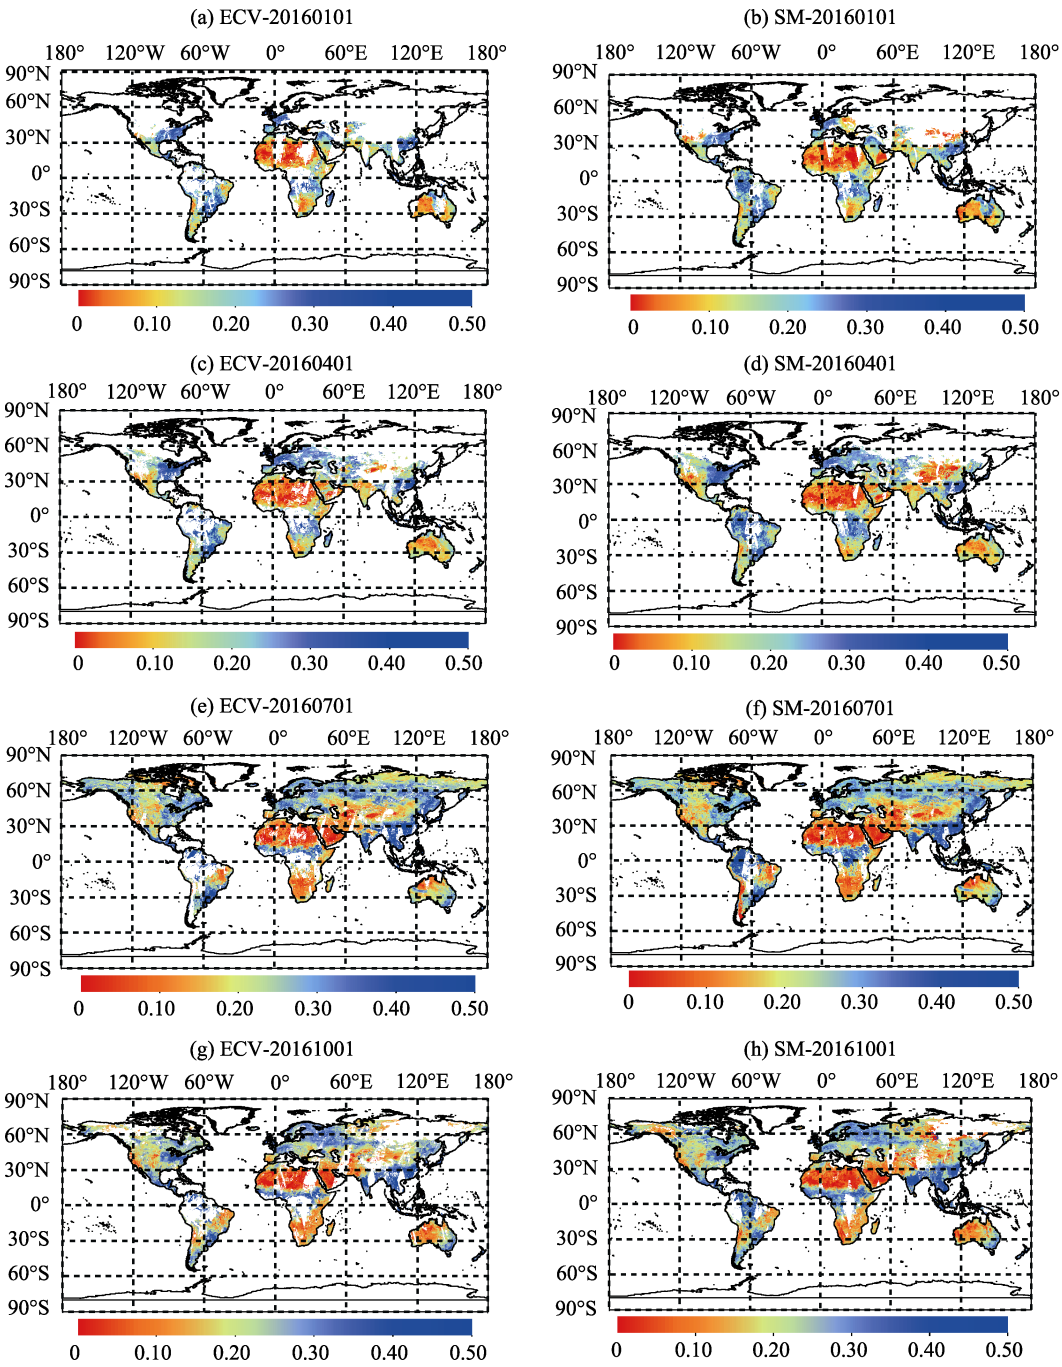 (a) ECV-20160101
180° 120°W 60°W 0° 60°E 120°E 180°
90°N
60°N
30°N
0°
30°S
60°S
90°S
0 0.10 0.20 0.30 0.40 0.50
(b) SM-20160101
180° 120°W 60°W 0° 60°E 120°E 180°
90°N
60°N
30°N
0°
30°S
60°S
90°S
0 0.10 0.20 0.30 0.40 0.50
(c) ECV-20160401
180° 120°W 60°W 0° 60°E 120°E 180°
90°N
60°N
30°N
0°
30°S
60°S
90°S
0 0.10 0.20 0.30 0.40 0.50
(d) SM-20160401
180° 120°W 60°W 0° 60°E 120°E 180°
90°N
60°N
30°N
0°
30°S
60°S
90°S
0 0.10 0.20 0.30 0.40 0.50
(e) ECV-20160701
180° 120°W 60°W 0° 60°E 120°E 180°
90°N
60°N
30°N
0°
30°S
60°S
90°S
0 0.10 0.20 0.30 0.40 0.50
(f) SM-20160701
180° 120°W 60°W 0° 60°E 120°E 180°
90°N
60°N
30°N
0°
30°S
60°S
90°S
0 0.10 0.20 0.30 0.40 0.50
(g) ECV-20161001
180° 120°W 60°W 0° 60°E 120°E 180°
90°N
60°N
30°N
0°
30°S
60°S
90°S
0 0.10 0.20 0.30 0.40 0.50
(h) SM-20161001
180° 120°W 60°W 0° 60°E 120°E 180°
90°N
60°N
30°N
0°
30°S
60°S
90°S
0 0.10 0.20 0.30 0.40 0.50